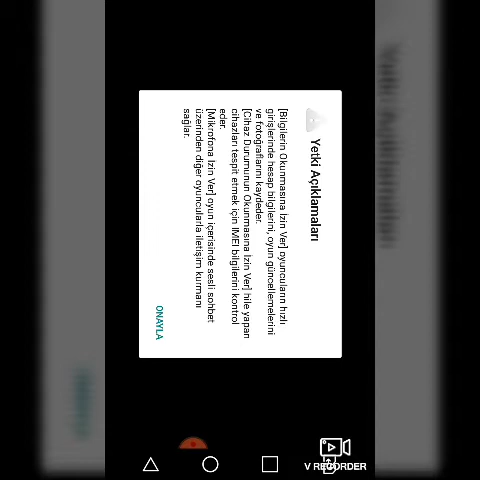 Yetki Açıklamaları
[Bilgilerin Okunmasına İzin Ver] oyuncuların hızlı
girişlerinde hesap bilgilerini, oyun güncellemelerini
ve fotoğraflarını kaydeder.
[Cihaz Durumunun Okunmasına İzin Ver] hile yapan
cihazları tespit etmek için IMEI bilgilerini kontrol
eder.
[Mikrofona İzin Ver] oyun içerisinde sesli sohbet
üzerinden diğer oyuncularla iletişim kurmanı
sağlar.
ONAYLA
V RECORDER